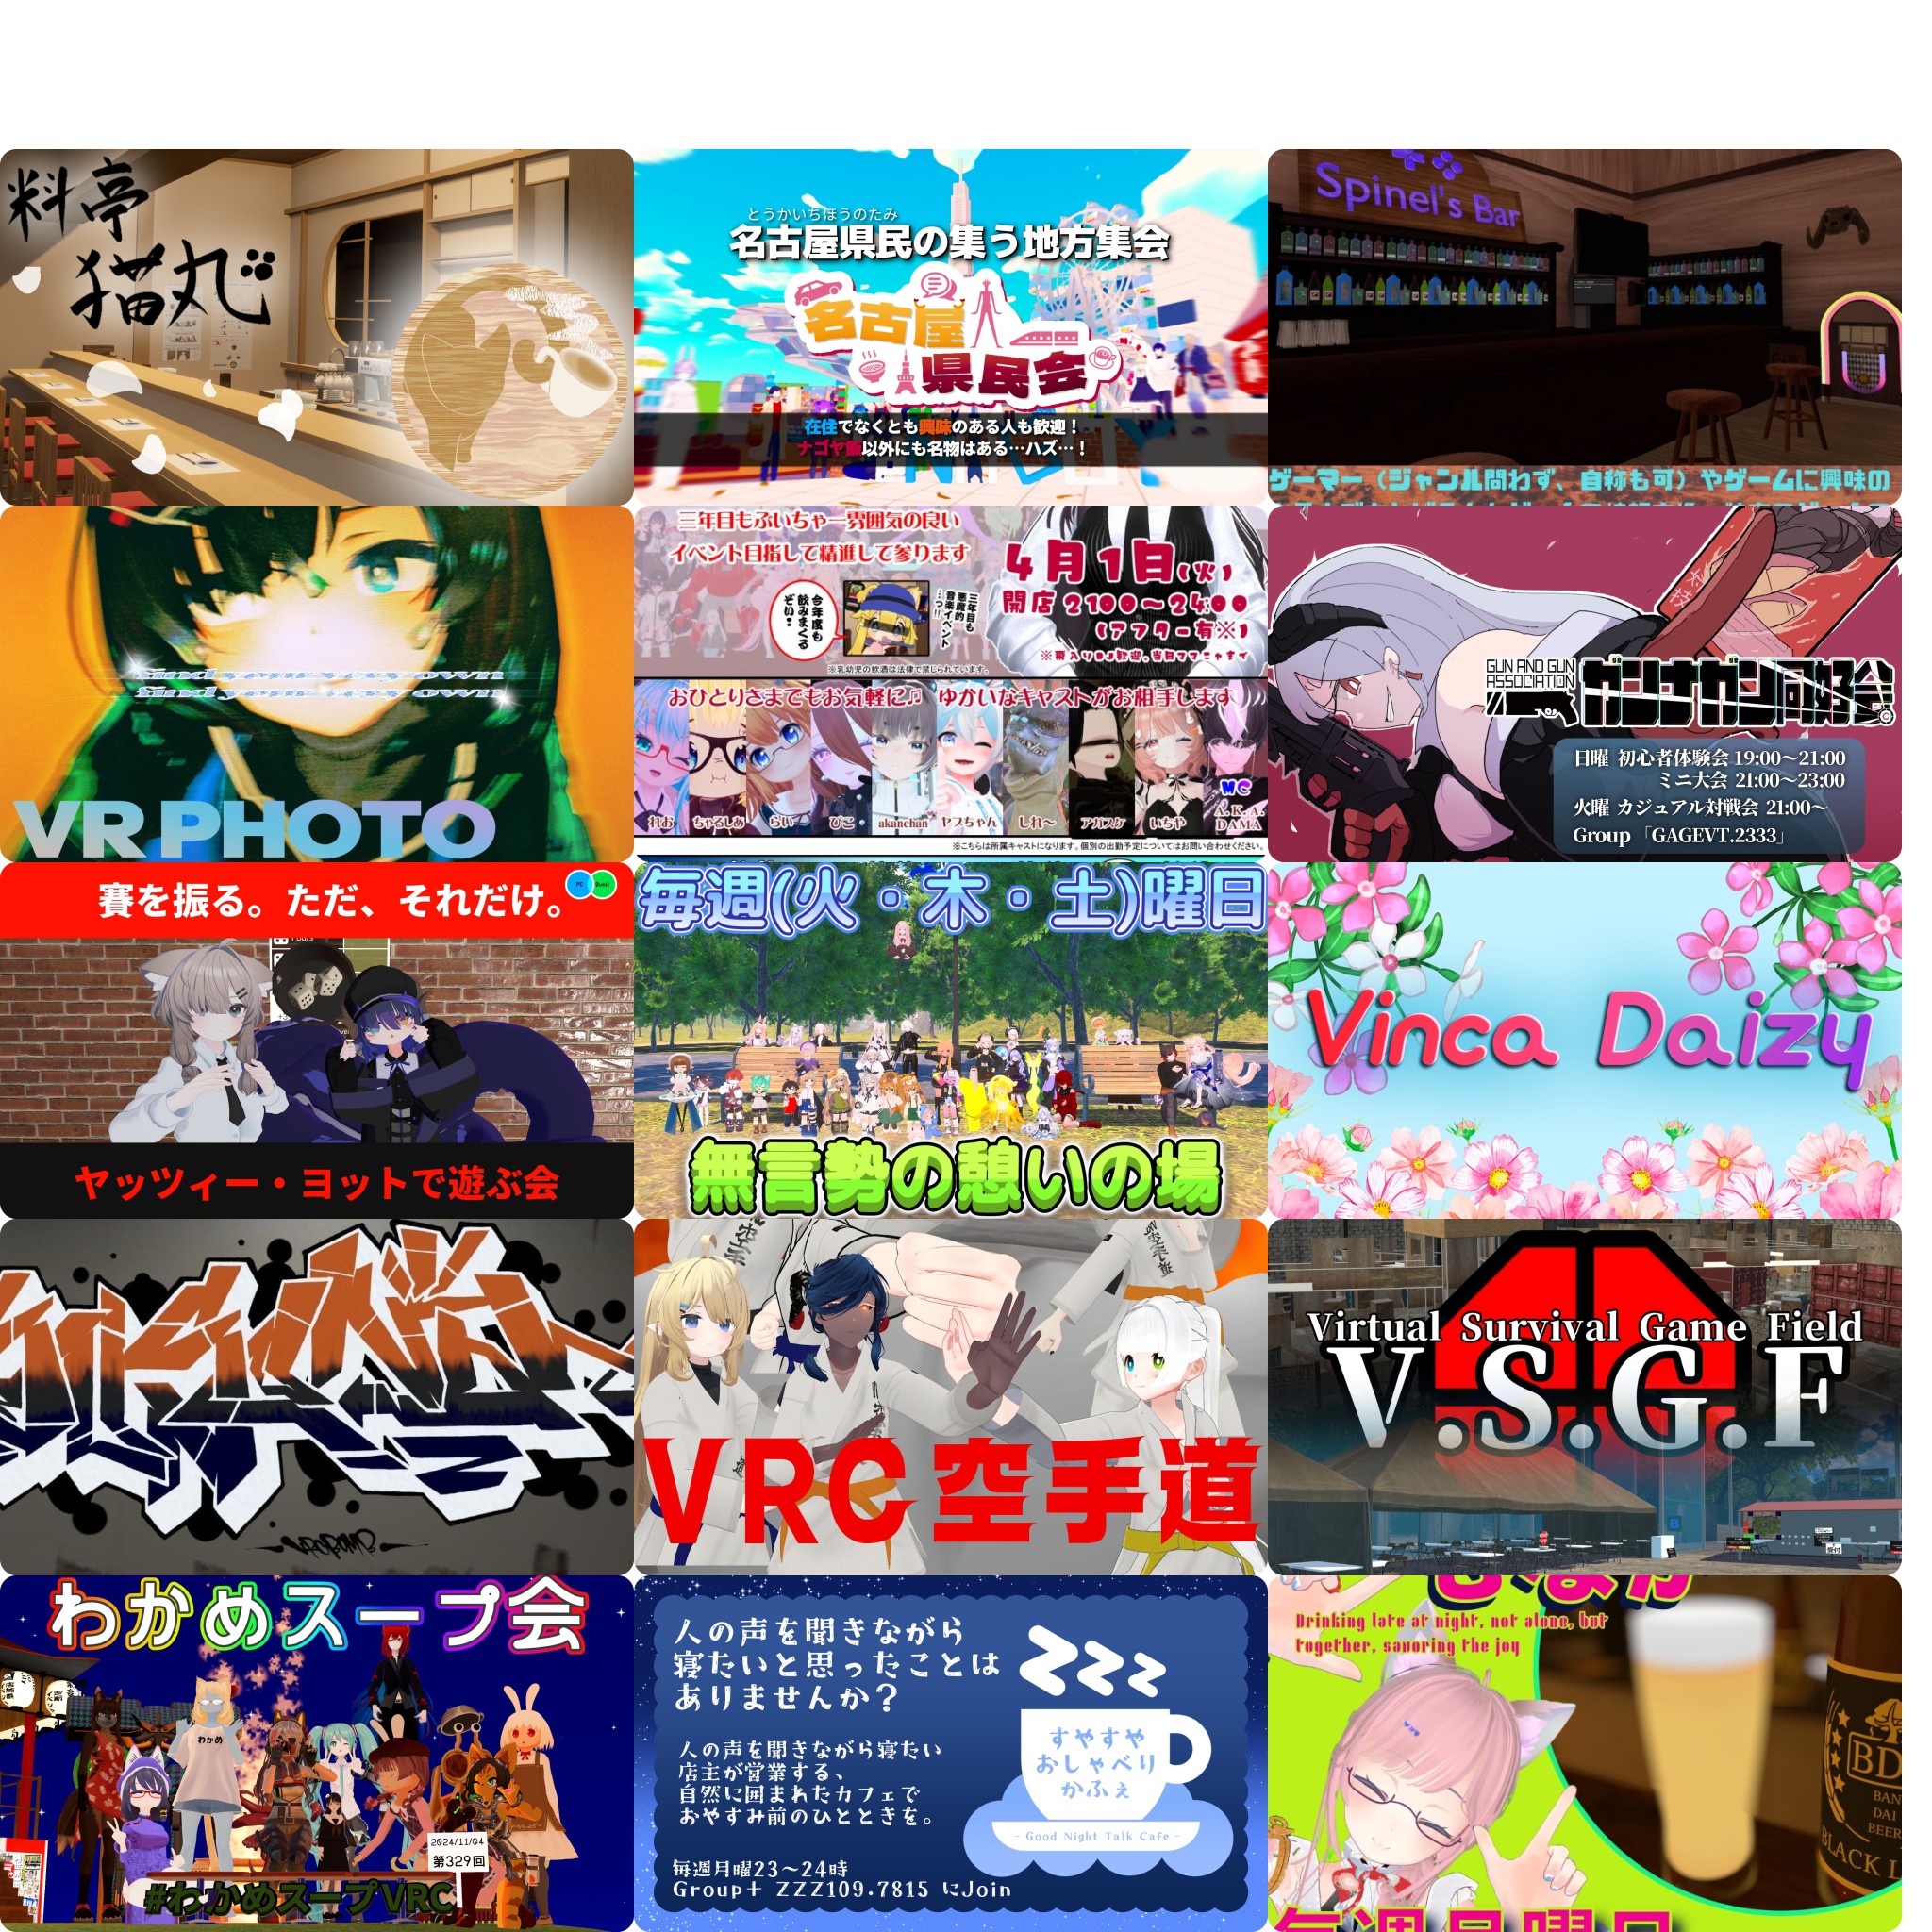 料亭
猫丸
とうかいちほうのたみ
名古屋県民の集う地方集会
名古屋
県民会
在住でなくとも興味のある人も歓迎！
ナゴヤ飯以外にも名物はある…ハズ…！
Spinel's Bar
ゲーマー（ジャンル問わず、自称も可）やゲームに興味の
findyourwayown
findyourwayown
VR PHOTO
三年目もぶいちゃ一雰囲気の良い
イベント目指して精進して参ります
今年度も
飲みまくる
ぞい！
三年目も
悪魔的
音楽イベント
…っ!!
※乳幼児の飲酒は法律で禁じられています。
4月1日(火)
開店 2100～2400
(アフター有※)
おひとりさまでもお気軽に♫ ゆかいなキャストがお相手します
れお
ちゃるしあ
らい
ぴこ
akanchan
ヤブちゃん
しれ～
アカスケ
いちや
MC
A.K.A.
DAMA
※こちらは所属キャストになります。個別の出勤予定についてはお問い合わせください。
GUN AND GUN
ASSOCIATION
ガンナガン同好会
日曜 初心者体験会 19:00～21:00
ミニ大会 21:00～23:00
火曜 カジュアル対戦会 21:00～
Group 「GAGEVT.2333」
賽を振る。ただ、それだけ。
PC
Quest
ヤッツィー・ヨットで遊ぶ会
毎週(火・木・土)曜日
無言勢の憩いの場
Vinca Daizy
VRCBOMB
空手道
VRC空手道
Virtual Survival Game Field
V.S.G.F
わかめスープ会
わかめ
2024/11/04
第329回
#わかめスープVRC
人の声を聞きながら
寝たいと思ったことは
ありませんか？
人の声を聞きながら寝たい
店主が営業する、
自然に囲まれたカフェで
おやすみ前のひとときを。
毎週月曜23～24時
Group+ ZZZ109.7815 にJoin
zzz
すやすや
おしゃべり
かふぇ
- Good Night Talk Cafe -
Drinking late at night, not alone, but
together, savoring the joy
BD
BAN
DAI
BEER
BLACK L
毎週月曜日